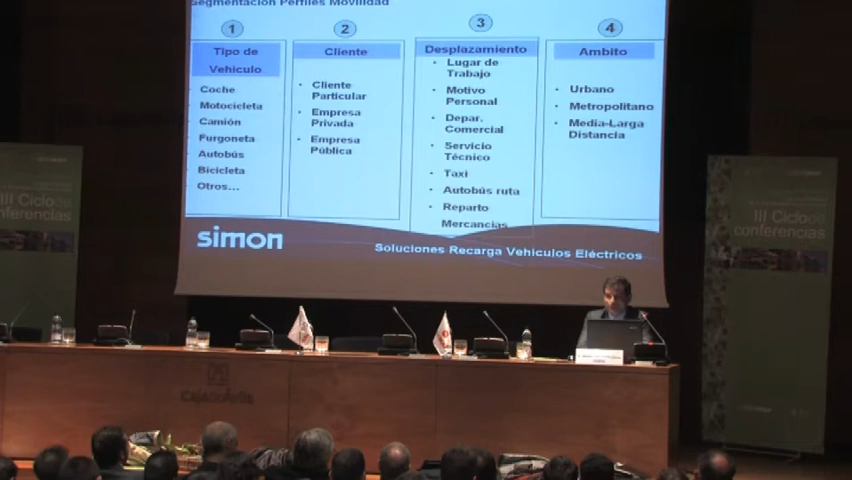 Segmentación Perfiles Movilidad
1
2
3
4
Tipo de
Vehículo
Coche
Motocicleta
Camión
Furgoneta
Autobús
Bicicleta
Otros...
Cliente
• Cliente
Particular
• Empresa
Privada
• Empresa
Pública
Desplazamiento
• Lugar de
Trabajo
• Motivo
Personal
• Depar.
Comercial
• Servicio
Técnico
• Taxi
• Autobús ruta
• Reparto
Mercancías
Ambito
• Urbano
• Metropolitano
• Media-Larga
Distancia
simon
Soluciones Recarga Vehículos Eléctricos
III Ciclo de
conferencias
III Ciclo de
conferencias